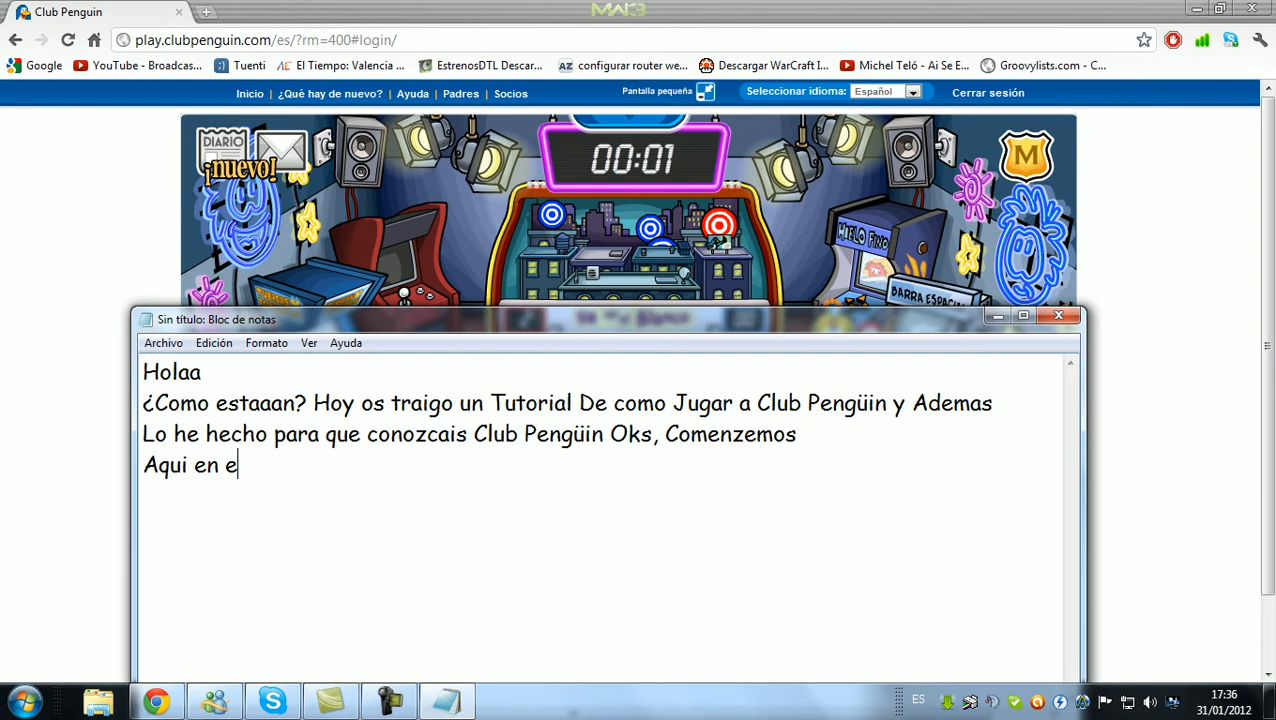 MW3
Club Penguin
play.clubpenguin.com/es/?rm=400#login/
Google YouTube - Broadcas... Tuenti El Tiempo: Valencia ... EstrenosDTL Descar... configurar router we... Descargar WarCraft I... Michel Teló - Ai Se E... Groovylists.com - C...
Inicio | ¿Qué hay de nuevo? | Ayuda | Padres | Socios Pantalla pequeña Seleccionar idioma: Español Cerrar sesión
DIARIO
¡nuevo!
00:01
M
HIELO FINO
BARRA ESPACIA
Sin título: Bloc de notas
Archivo Edición Formato Ver Ayuda
Holaa
¿Como estaaan? Hoy os traigo un Tutorial De como Jugar a Club Pengüin y Ademas
Lo he hecho para que conozcais Club Pengüin Oks, Comenzemos
Aqui en e
ES
17:36
31/01/2012